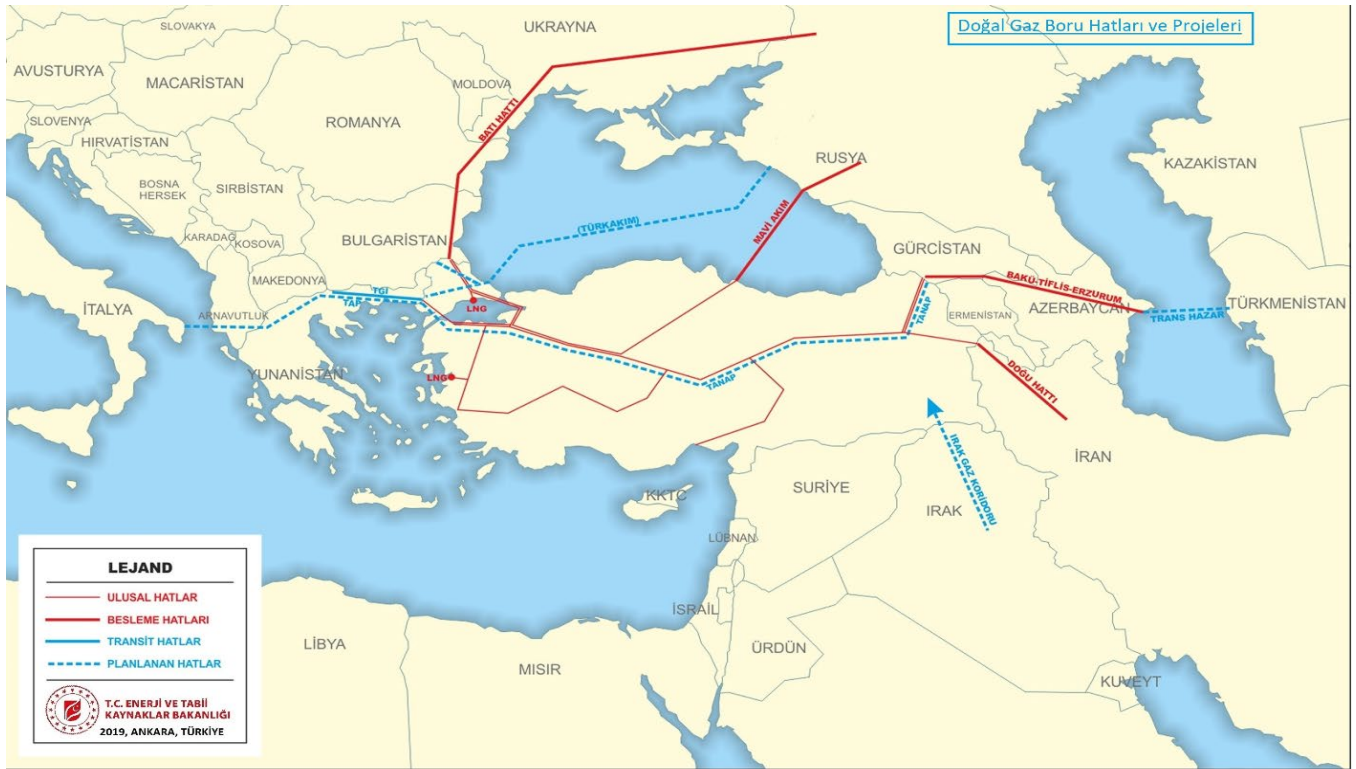 Doğal Gaz Boru Hatları ve Projeleri
SLOVAKYA
UKRAYNA
AVUSTURYA
MACARİSTAN
MOLDOVA
SLOVENYA
ROMANYA
BATI HATTI
HIRVATİSTAN
RUSYA
KAZAKİSTAN
BOSNA
HERSEK
SIRBİSTAN
(TÜRKAKIM)
MAVİ AKIM
KARADAĞ
KOSOVA
BULGARİSTAN
GÜRCİSTAN
MAKEDONYA
BAKÜ-TİFLİS-ERZURUM
İTALYA
ARNAVUTLUK
TGI
TAP
LNG
TANAP
ERMENİSTAN
AZERBAYCAN
TRANS HAZAR
TÜRKMENİSTAN
YUNANİSTAN
LNG
TANAP
DOĞU HATTI
IRAK GAZ KORİDORU
İRAN
KKTC
SURİYE
IRAK
LÜBNAN
İSRAİL
LİBYA
MISIR
ÜRDÜN
KUVEYT
LEJAND
ULUSAL HATLAR
BESLEME HATLARI
TRANSİT HATLAR
PLANLANAN HATLAR
T.C. ENERJİ VE TABİİ
KAYNAKLAR BAKANLIĞI
2019, ANKARA, TÜRKİYE